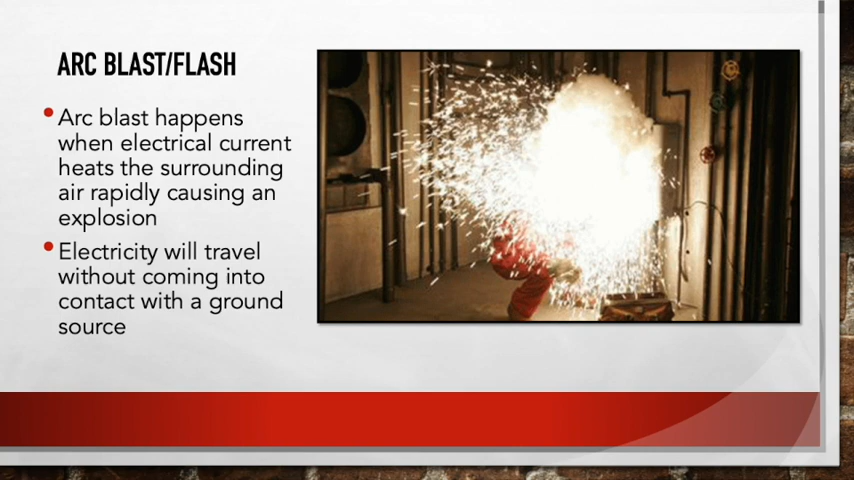 ARC BLAST/FLASH
• Arc blast happens
when electrical current
heats the surrounding
air rapidly causing an
explosion
• Electricity will travel
without coming into
contact with a ground
source